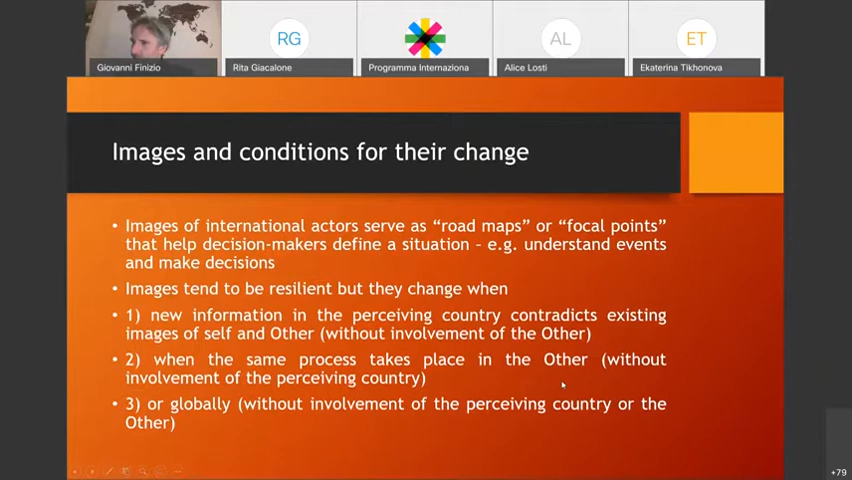 RG
AL
ET
Giovanni Finizio
Rita Giacalone
Programma Internaziona
Alice Losti
Ekaterina Tikhonova
Images and conditions for their change
• Images of international actors serve as “road maps” or “focal points”
that help decision-makers define a situation – e.g. understand events
and make decisions
• Images tend to be resilient but they change when
• 1) new information in the perceiving country contradicts existing
images of self and Other (without involvement of the Other)
• 2) when the same process takes place in the Other (without
involvement of the perceiving country)
• 3) or globally (without involvement of the perceiving country or the
Other)
+79